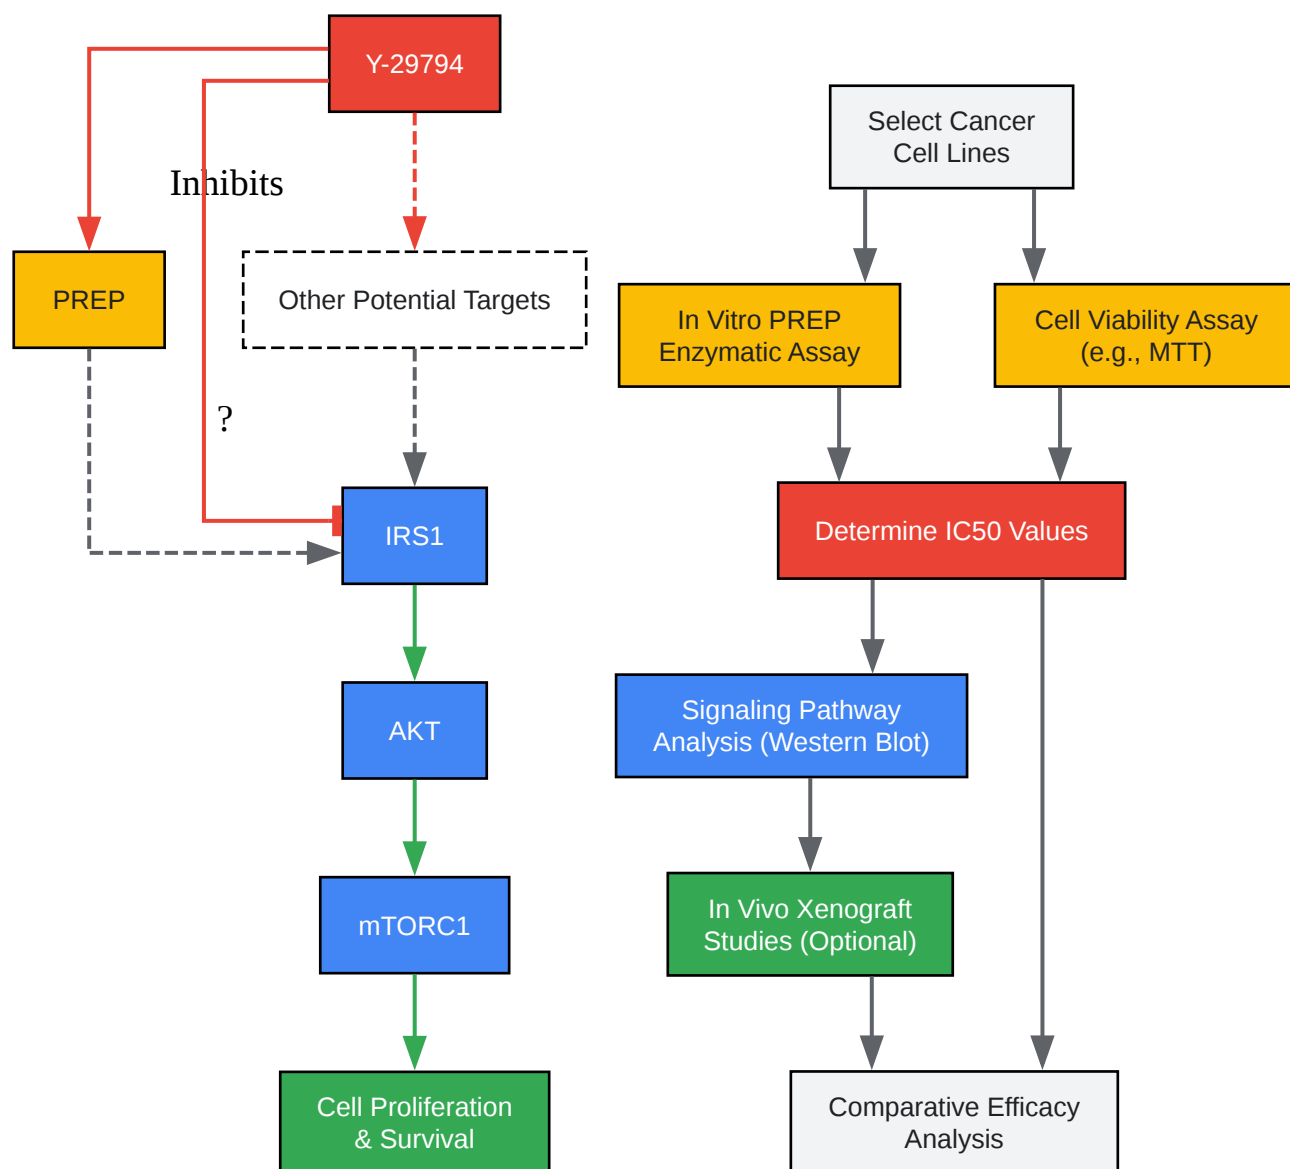 Y-29794
Inhibits
PREP
Other Potential Targets
?
IRS1
AKT
mTORC1
Cell Proliferation
& Survival
Select Cancer
Cell Lines
In Vitro PREP
Enzymatic Assay
Cell Viability Assay
(e.g., MTT)
Determine IC50 Values
Signaling Pathway
Analysis (Western Blot)
In Vivo Xenograft
Studies (Optional)
Comparative Efficacy
Analysis